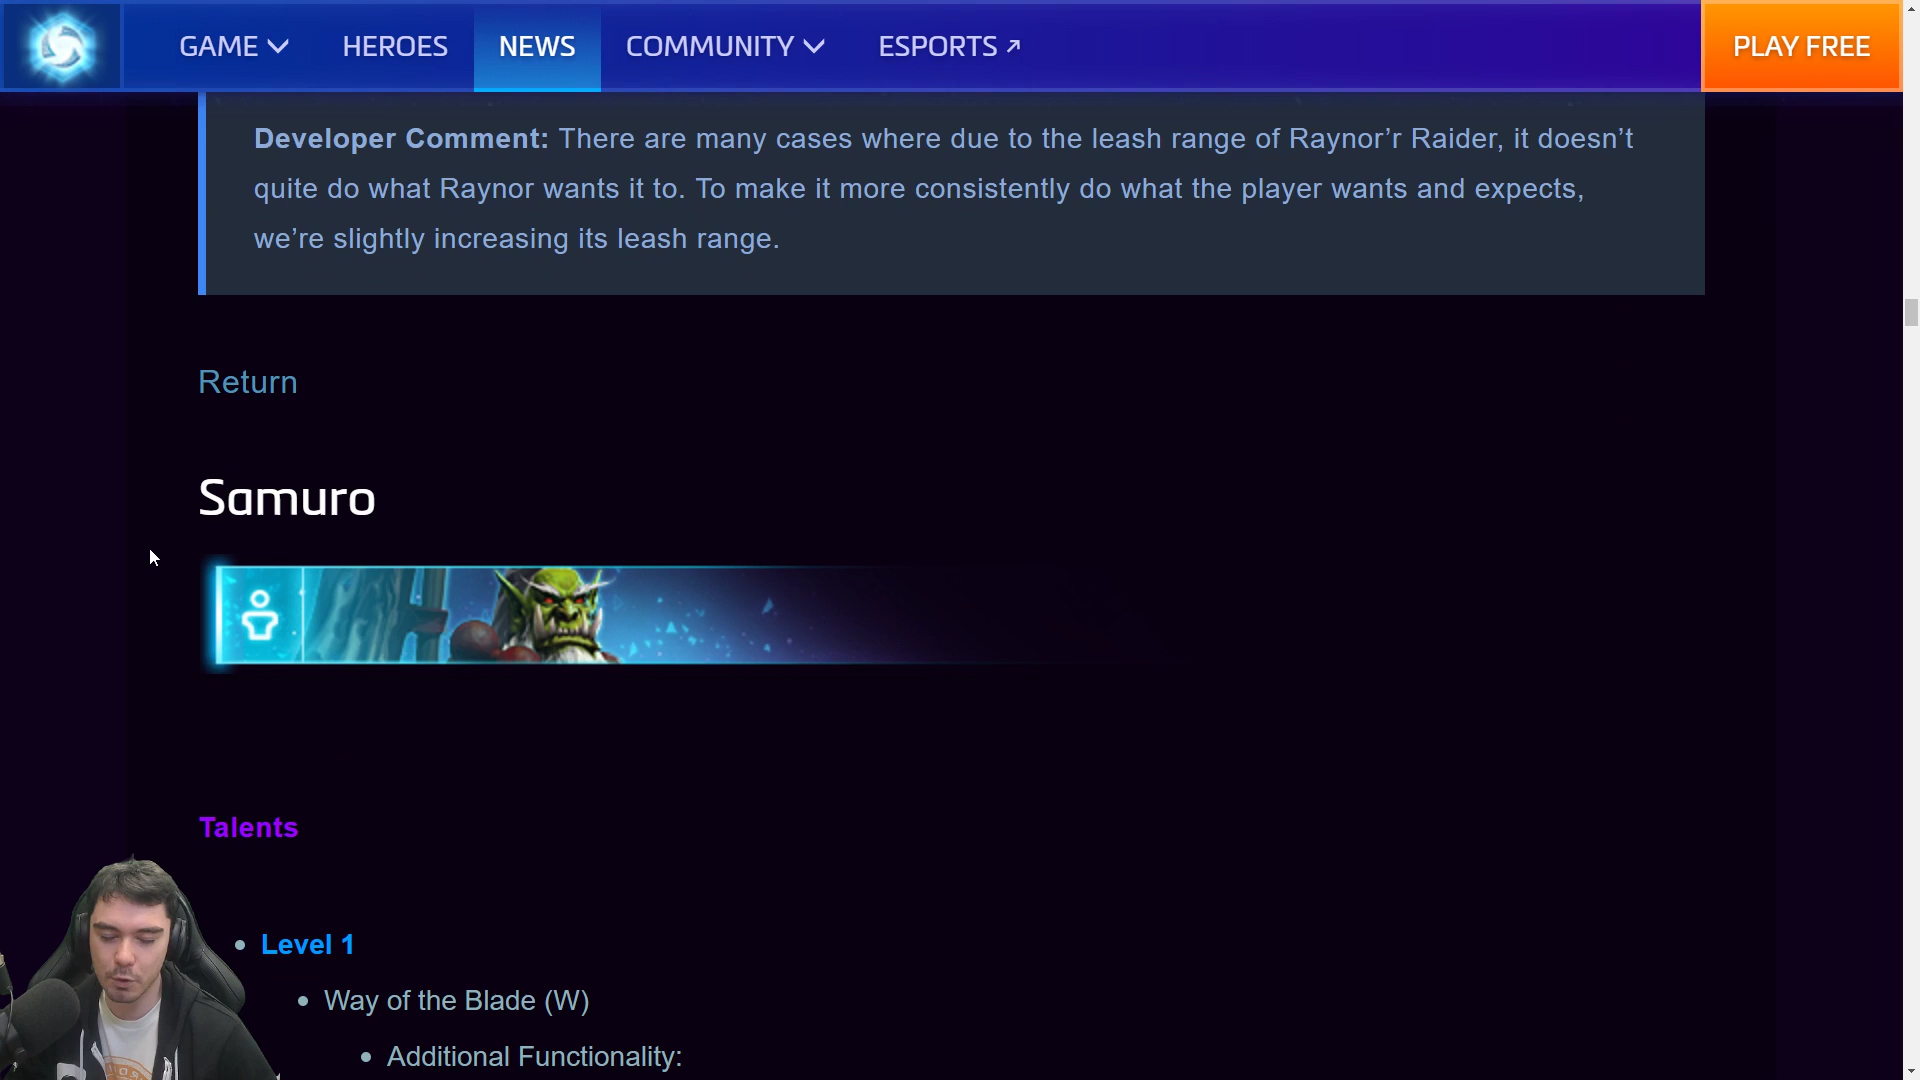 GAME
HEROES
NEWS
COMMUNITY
ESPORTS
PLAY FREE
Developer Comment: There are many cases where due to the leash range of Raynor’r Raider, it doesn’t
quite do what Raynor wants it to. To make it more consistently do what the player wants and expects,
we’re slightly increasing its leash range.
Return
Samuro
Talents
Level 1
Way of the Blade (W)
Additional Functionality: